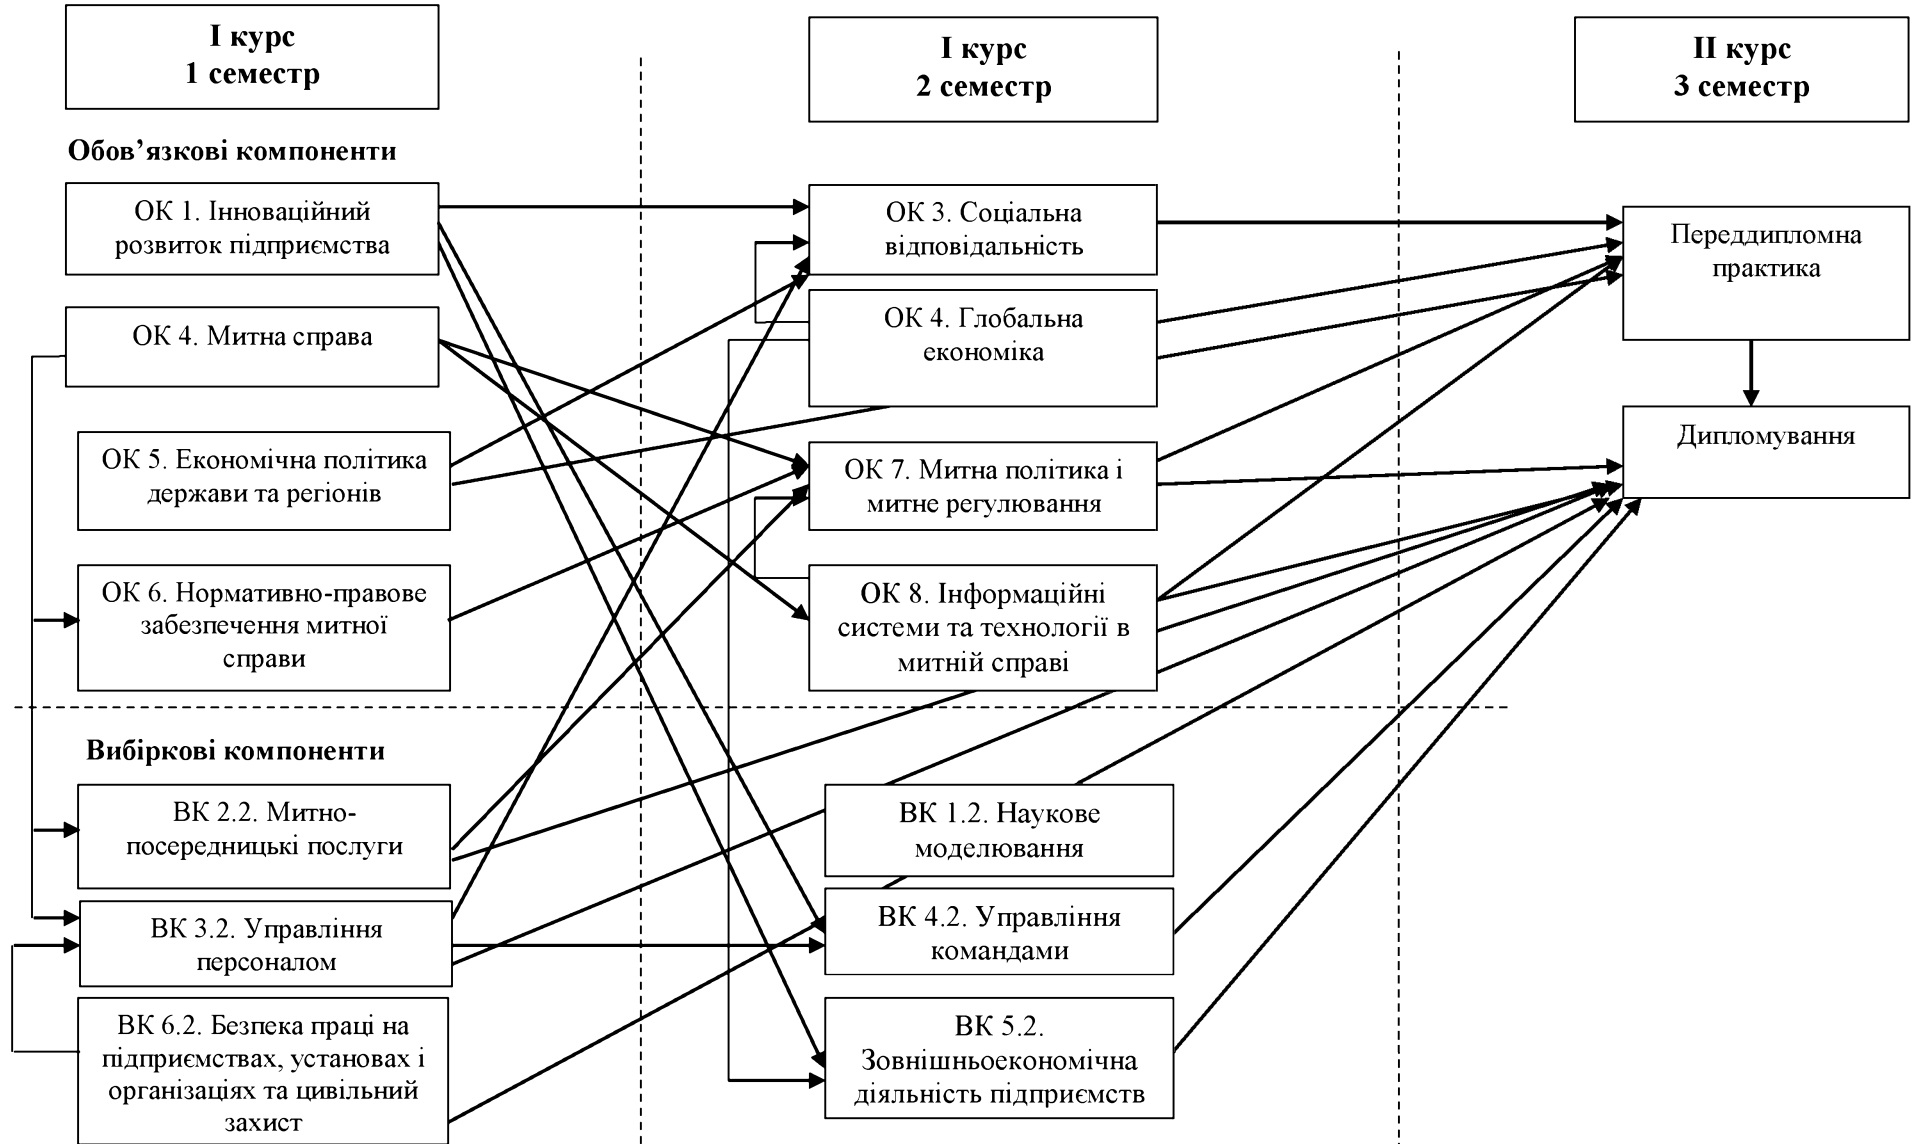 І курс
1 семестр
І курс
2 семестр
ІІ курс
3 семестр
Обов’язкові компоненти
ОК 1. Інноваційний
розвиток підприємства
ОК 4. Митна справа
ОК 5. Економічна політика
держави та регіонів
ОК 6. Нормативно-правове
забезпечення митної
справи
ОК 3. Соціальна
відповідальність
ОК 4. Глобальна
економіка
ОК 7. Митна політика і
митне регулювання
ОК 8. Інформаційні
системи та технології в
митній справі
Переддипломна
практика
Дипломування
Вибіркові компоненти
ВК 2.2. Митно-
посередницькі послуги
ВК 3.2. Управління
персоналом
ВК 6.2. Безпека праці на
підприємствах, установах і
організаціях та цивільний
захист
ВК 1.2. Наукове
моделювання
ВК 4.2. Управління
командами
ВК 5.2.
Зовнішньоекономічна
діяльність підприємств